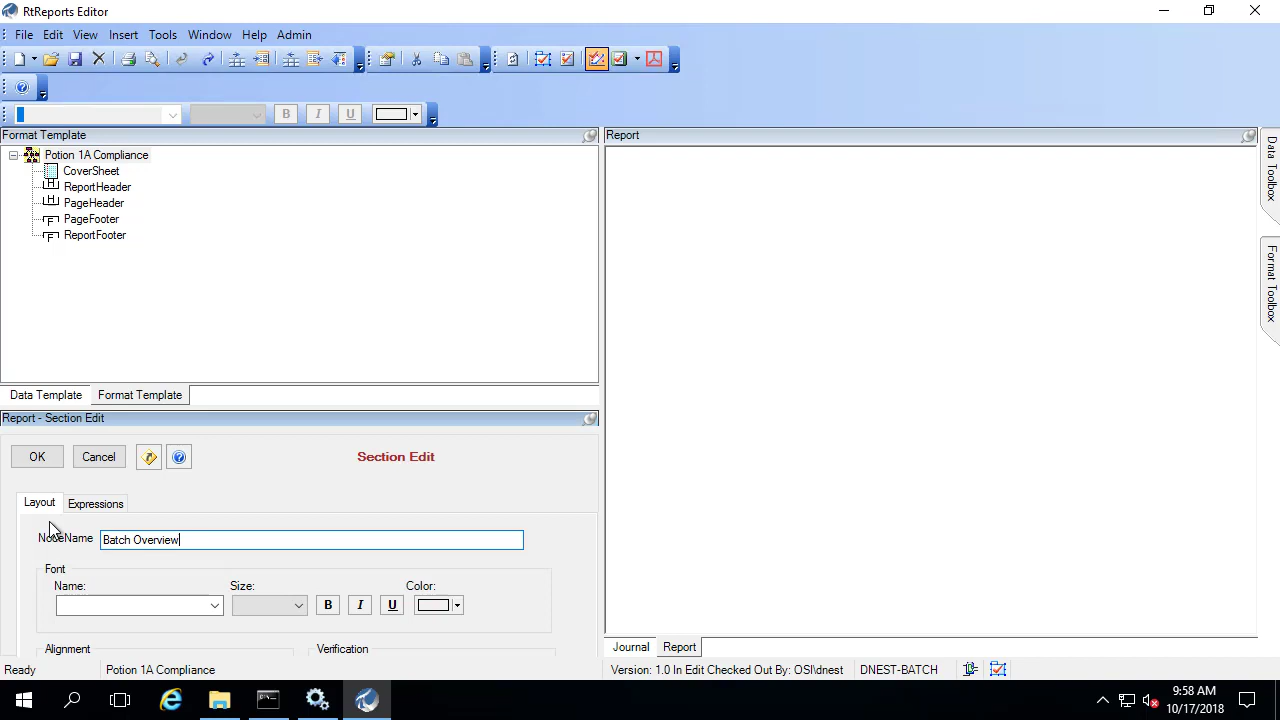 RtReports Editor
File Edit View Insert Tools Window Help Admin
B I U
Format Template
Report
Potion 1A Compliance
CoverSheet
ReportHeader
PageHeader
PageFooter
ReportFooter
Data Toolbox
Format Toolbox
Data Template Format Template
Report - Section Edit
OK Cancel Section Edit
Layout Expressions
NodeName Batch Overview
Font
Name: Size: Color:
B I U
Alignment Verification
Journal Report
Ready Potion 1A Compliance Version: 1.0 In Edit Checked Out By: OSI\dnest DNEST-BATCH
9:58 AM
10/17/2018